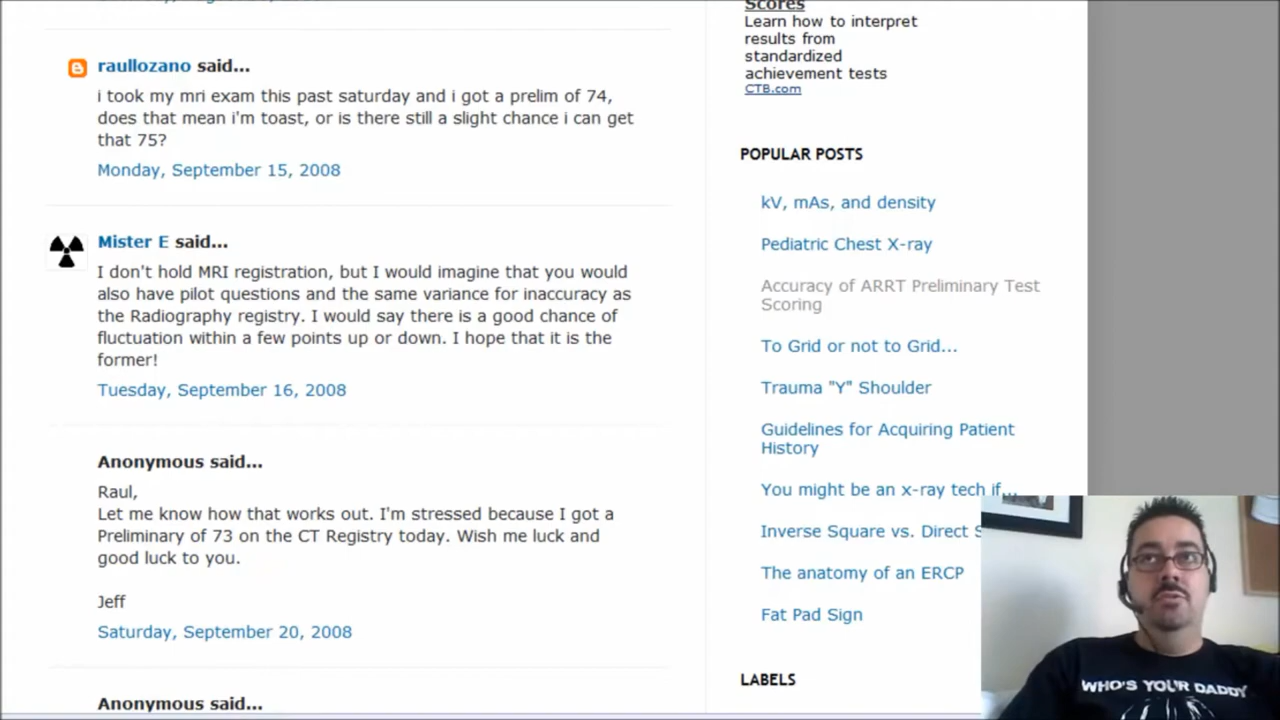 raullozano said...
i took my mri exam this past saturday and i got a prelim of 74,
does that mean i'm toast, or is there still a slight chance i can get
that 75?
Monday, September 15, 2008
Mister E said...
I don't hold MRI registration, but I would imagine that you would
also have pilot questions and the same variance for inaccuracy as
the Radiography registry. I would say there is a good chance of
fluctuation within a few points up or down. I hope that it is the
former!
Tuesday, September 16, 2008
Anonymous said...
Raul,
Let me know how that works out. I'm stressed because I got a
Preliminary of 73 on the CT Registry today. Wish me luck and
good luck to you.
Jeff
Saturday, September 20, 2008
Anonymous said...
Scores
Learn how to interpret
results from
standardized
achievement tests
CTB.com
POPULAR POSTS
kV, mAs, and density
Pediatric Chest X-ray
Accuracy of ARRT Preliminary Test
Scoring
To Grid or not to Grid...
Trauma "Y" Shoulder
Guidelines for Acquiring Patient
History
You might be an x-ray tech if...
Inverse Square vs. Direct S
The anatomy of an ERCP
Fat Pad Sign
LABELS
WHO'S YOUR DADDY